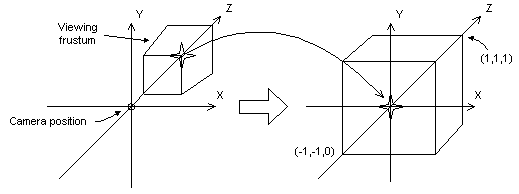 Viewing
frustum
Y
Z
X
Camera position
Y
Z
(1,1,1)
X
(-1,-1,0)